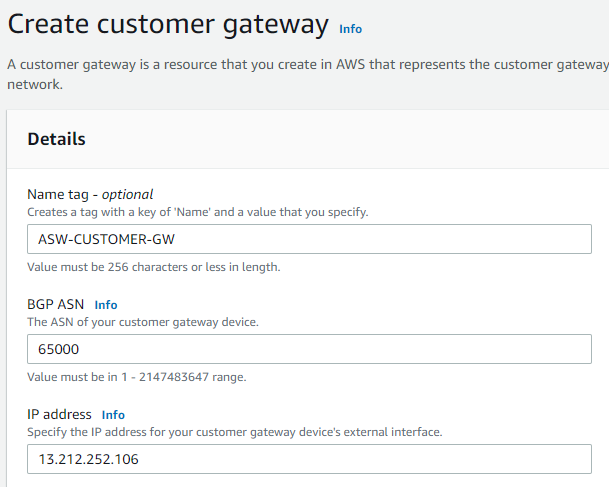 Create customer gateway Info
A customer gateway is a resource that you create in AWS that represents the customer gateway
network.
Details
Name tag - optional
Creates a tag with a key of 'Name' and a value that you specify.
ASW-CUSTOMER-GW
Value must be 256 characters or less in length.
BGP ASN Info
The ASN of your customer gateway device.
65000
Value must be in 1 - 2147483647 range.
IP address Info
Specify the IP address for your customer gateway device's external interface.
13.212.252.106